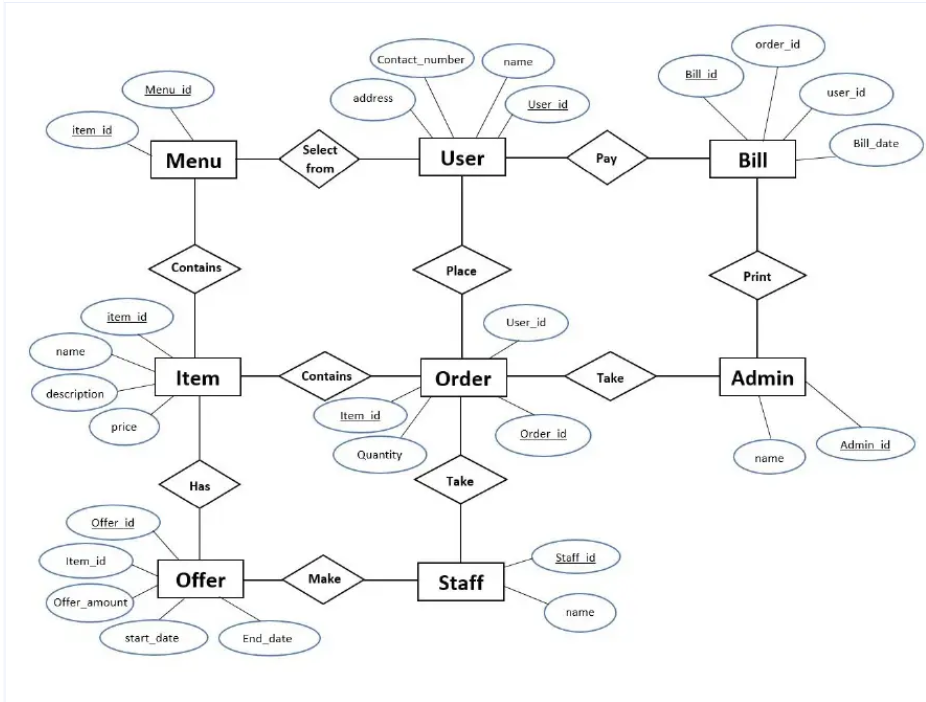 order_id
Contact_number
name
Bill_id
Menu_id
address
User_id
user_id
item_id
Bill_date
Menu
Select
from
User
Pay
Bill
Contains
Place
Print
item_id
User_id
name
Item
Contains
Order
Take
Admin
description
Item_id
price
Order_id
Admin_id
Quantity
name
Has
Take
Offer_id
Staff_id
Item_id
Offer
Make
Staff
Offer_amount
name
start_date
End_date